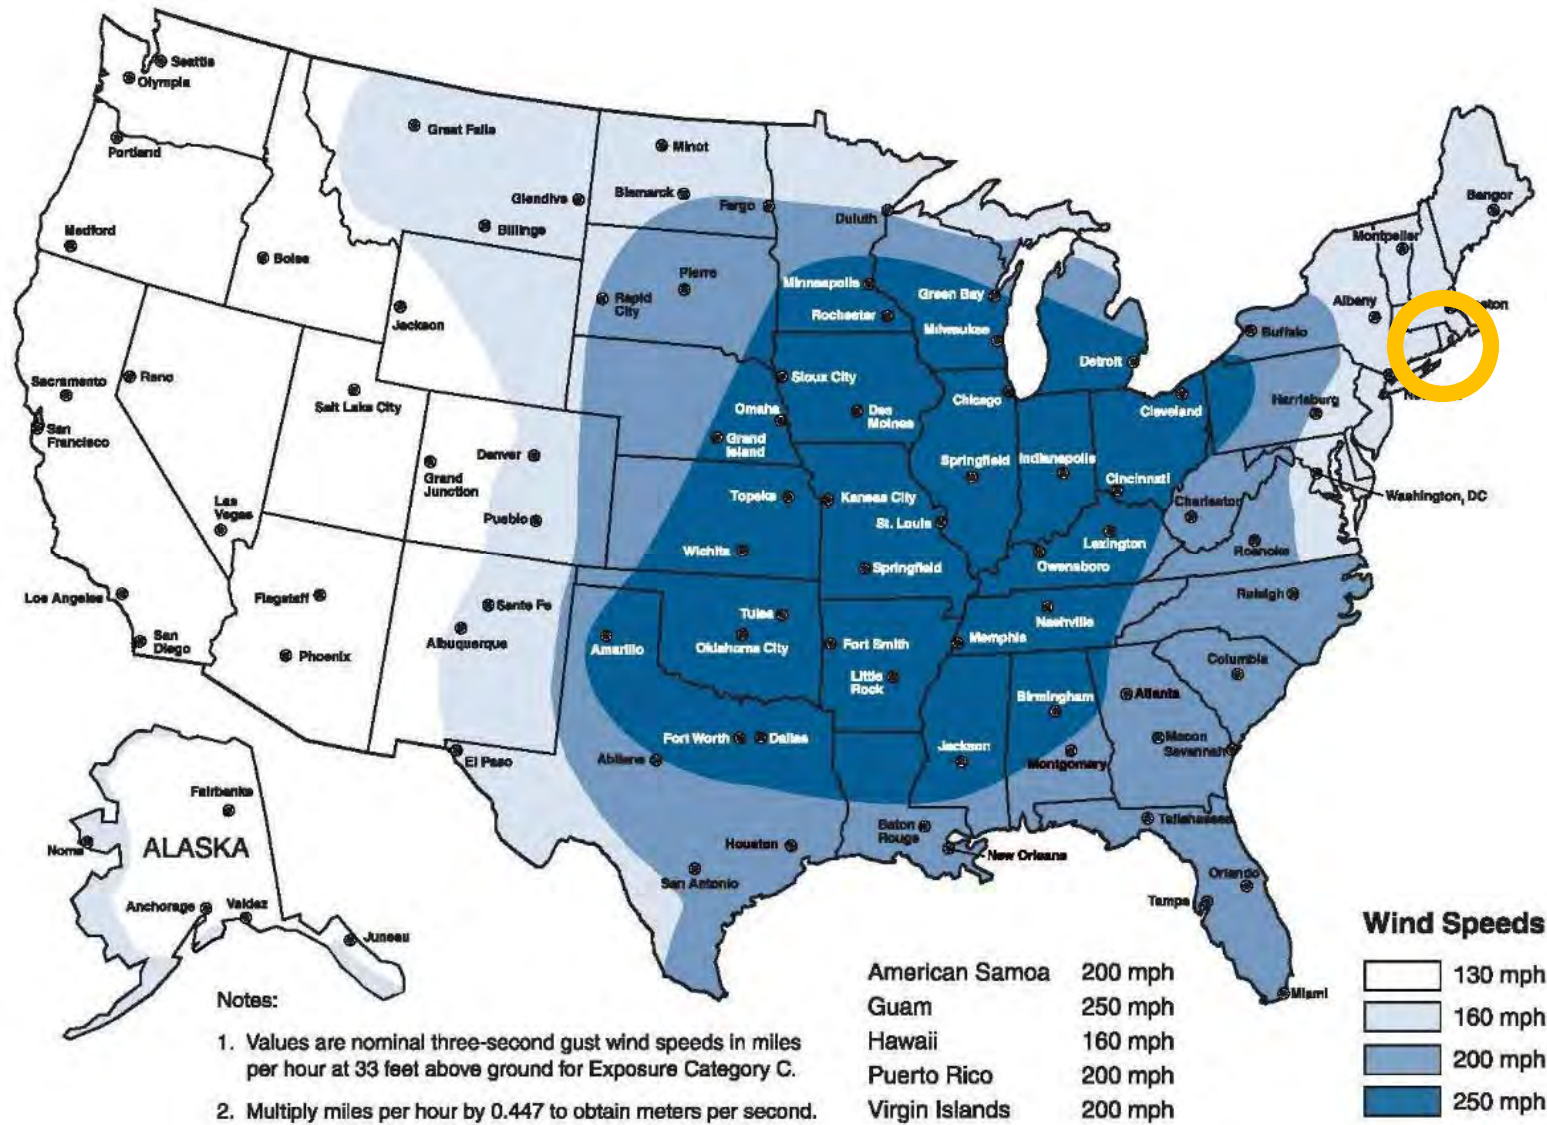 Seattle
Olympia
Portland
Medford
Boise
Great Falls
Glendive
Billings
Minot
Bismarck
Fargo
Duluth
Pierre
Rapid
City
Jackson
Minneapolis
Rochester
Green Bay
Milwaukee
Detroit
Buffalo
Albany
Montpelier
Bangor
ston
Reno
Sacramento
San
Francisco
Salt Lake City
Sioux City
Omaha
Des
Moines
Grand
Island
Chicago
Cleveland
Harrisburg
Denver
Grand
Junction
Pueblo
Las
Vegas
Topeka
Kansas City
Springfield
Indianapolis
Cincinnati
Charleston
Washington, DC
St. Louis
Wichita
Springfield
Lexington
Owensboro
Roanoke
Los Angeles
San
Diego
Flagstaff
Phoenix
Sante Fe
Albuquerque
Amarillo
Tulsa
Oklahoma City
Fort Smith
Little
Rock
Memphis
Nashville
Raleigh
Columbia
Birmingham
Atlanta
Macon
Savannah
El Paso
Abilene
Fort Worth
Dallas
Jackson
Montgomery
Houston
San Antonio
Baton
Rouge
New Orleans
Tallahassee
Orlando
Tampa
Miami
Fairbanks
ALASKA
Nome
Anchorage
Valdez
Juneau
Notes:
1. Values are nominal three-second gust wind speeds in miles
per hour at 33 feet above ground for Exposure Category C.
2. Multiply miles per hour by 0.447 to obtain meters per second.
American Samoa 200 mph
Guam 250 mph
Hawaii 160 mph
Puerto Rico 200 mph
Virgin Islands 200 mph
Wind Speeds
130 mph
160 mph
200 mph
250 mph